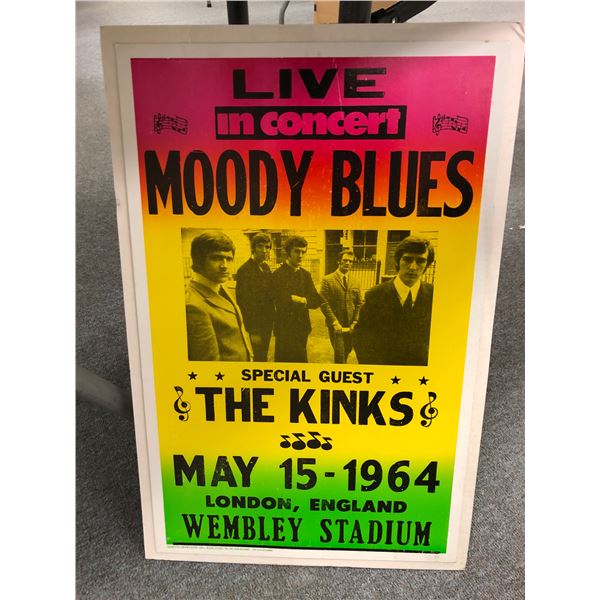 LIVE
in concert
MOODY BLUES
SPECIAL GUEST
THE KINKS
MAY 15-1964
LONDON, ENGLAND
WEMBLEY STADIUM